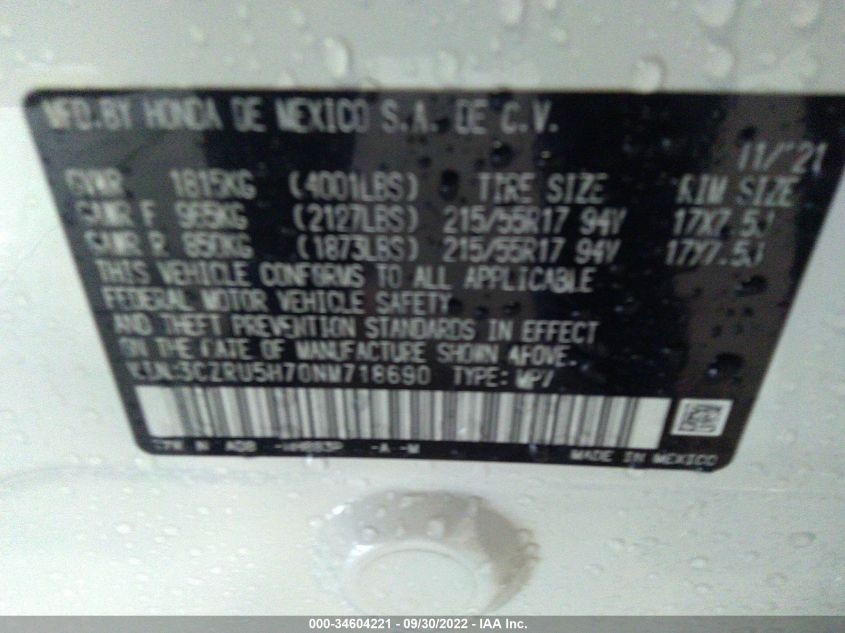 MFD.BY HONDA DE MEXICO S.A. DE C.V.
11/'21
GVWR 1815KG (4001LBS) TIRE SIZE RIM SIZE
GAWR F 965KG (2127LBS) 215/55R17 94V 17X7.5J
GAWR R 850KG (1873LBS) 215/55R17 94V 17X7.5J
THIS VEHICLE CONFORMS TO ALL APPLICABLE
FEDERAL MOTOR VEHICLE SAFETY
AND THEFT PREVENTION STANDARDS IN EFFECT
ON THE DATE OF MANUFACTURE SHOWN ABOVE.
V.I.N.:3CZRU5H70NM718690 TYPE: MPV
-A -M
MADE IN MEXICO
000-34604221 - 09/30/2022 - IAA Inc.